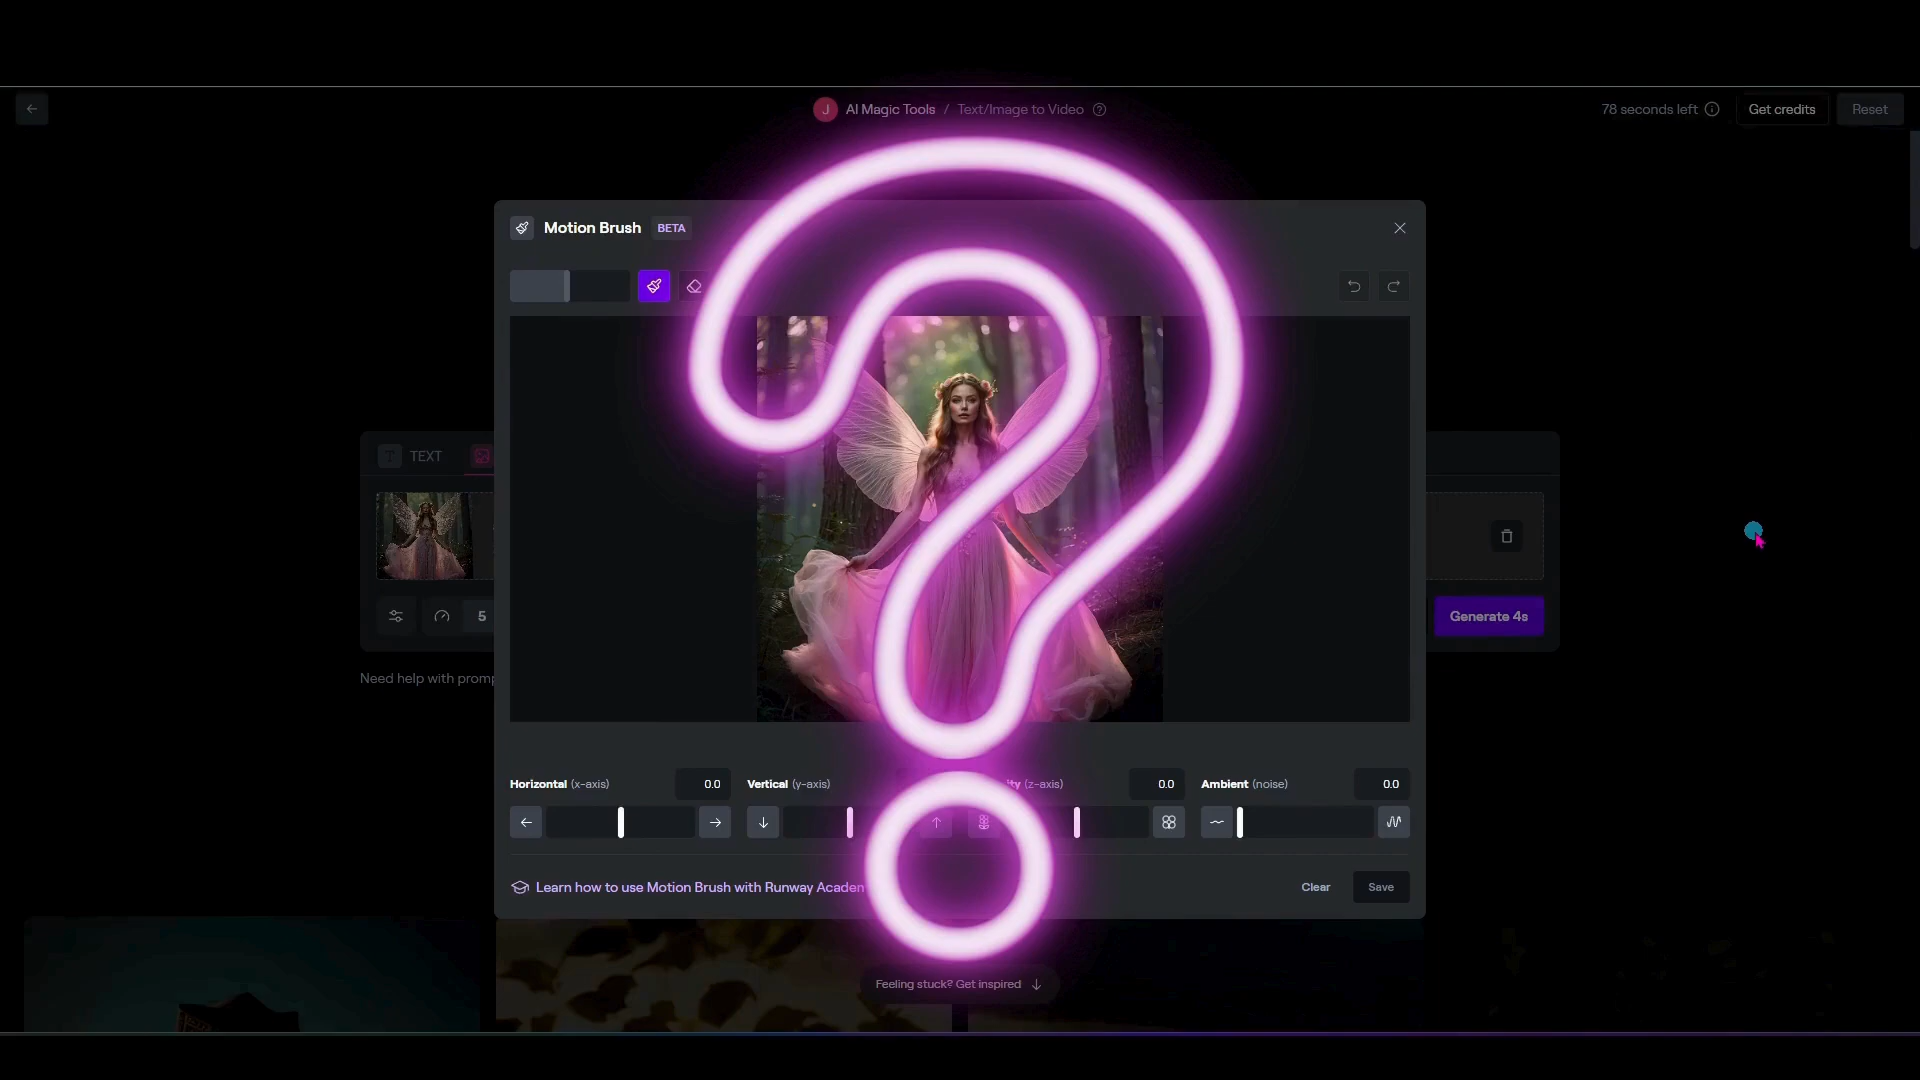 J AI Magic Tools / Text/Image to Video
78 seconds left
Get credits
Reset
Motion Brush BETA
T TEXT
5
Generate 4s
Need help with promp
Horizontal (x-axis) 0.0
Vertical (y-axis)
(z-axis) 0.0
Ambient (noise) 0.0
Learn how to use Motion Brush with Runway Academ
Clear
Save
Feeling stuck? Get inspired